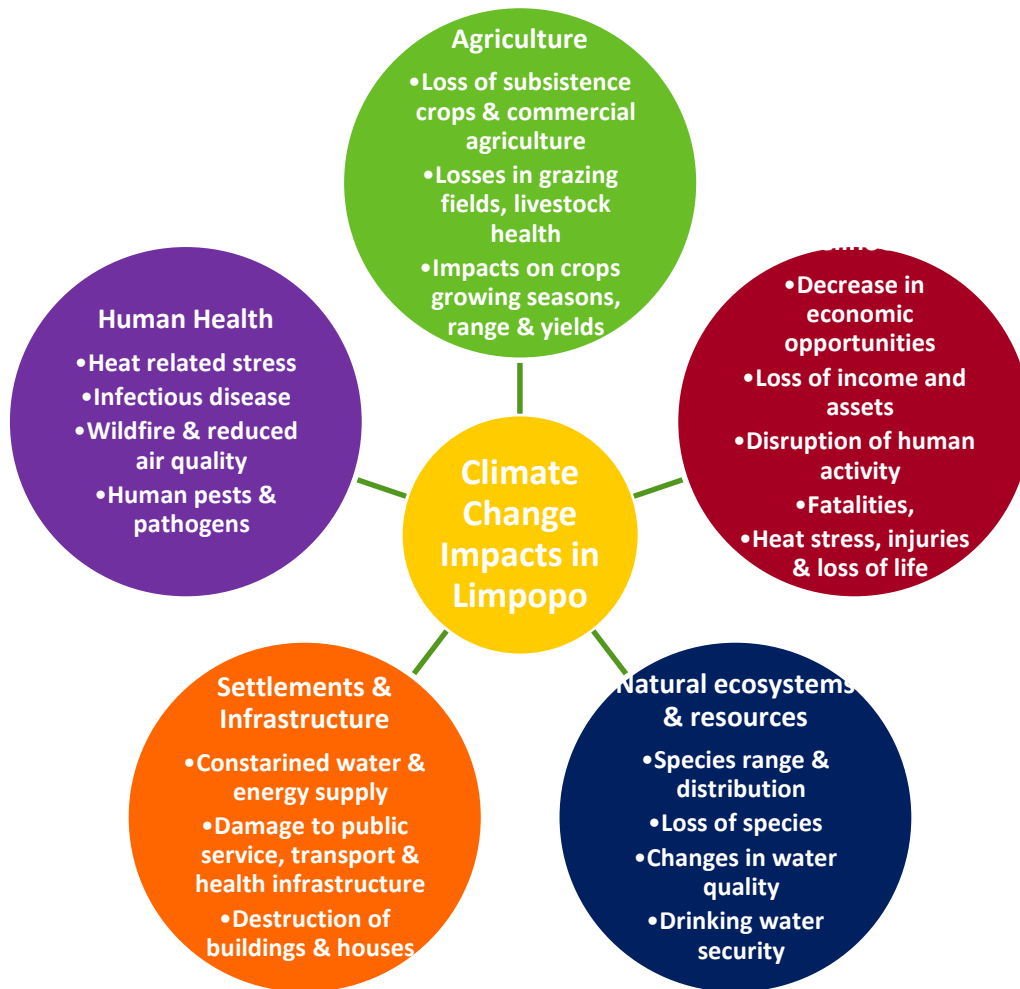 Agriculture
•Loss of subsistence
crops & commercial
agriculture
•Losses in grazing
fields, livestock
health
•Impacts on crops
growing seasons,
range & yields
•Decrease in
economic
opportunities
•Loss of income and
assets
•Disruption of human
activity
•Fatalities,
•Heat stress, injuries
& loss of life
Natural ecosystems
& resources
•Species range &
distribution
•Loss of species
•Changes in water
quality
•Drinking water
security
Settlements &
Infrastructure
•Constarined water &
energy supply
•Damage to public
service, transport &
health infrastructure
•Destruction of
buildings & houses
Human Health
•Heat related stress
•Infectious disease
•Wildfire & reduced
air quality
•Human pests &
pathogens
Climate
Change
Impacts in
Limpopo